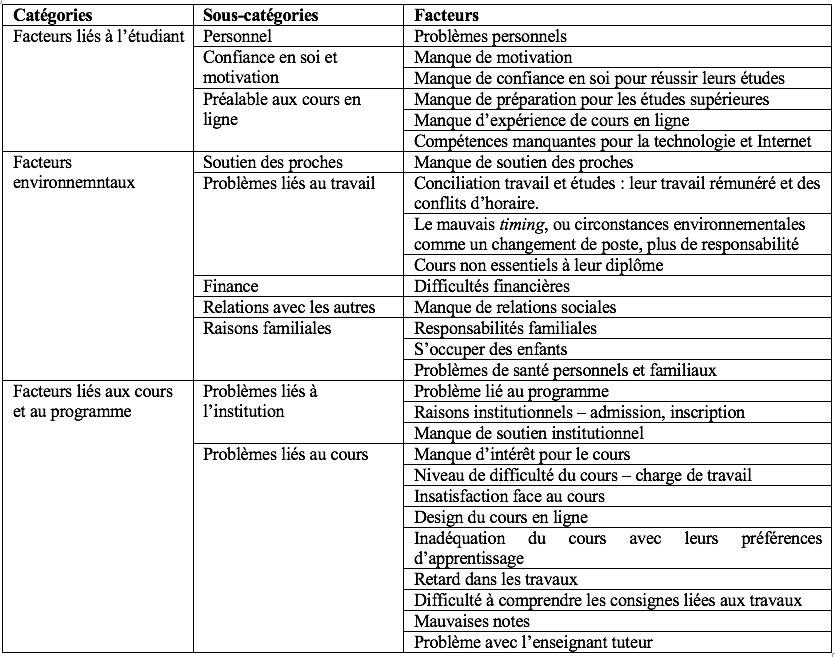 Catégories Sous-catégories Facteurs
Facteurs liés à l’étudiant Personnel Problèmes personnels
Confiance en soi et motivation Manque de motivation
Manque de confiance en soi pour réussir leurs études
Préalable aux cours en ligne Manque de préparation pour les études supérieures
Manque d’expérience de cours en ligne
Compétences manquantes pour la technologie et Internet
Facteurs environnemntaux Soutien des proches Manque de soutien des proches
Problèmes liés au travail Conciliation travail et études : leur travail rémunéré et des
conflits d’horaire.
Le mauvais timing, ou circonstances environnementales
comme un changement de poste, plus de responsabilité
Cours non essentiels à leur diplôme
Finance Difficultés financières
Relations avec les autres Manque de relations sociales
Raisons familiales Responsabilités familiales
S’occuper des enfants
Problèmes de santé personnels et familiaux
Facteurs liés aux cours et au programme Problèmes liés à l’institution Problème lié au programme
Raisons institutionnels – admission, inscription
Manque de soutien institutionnel
Problèmes liés au cours Manque d’intérêt pour le cours
Niveau de difficulté du cours – charge de travail
Insatisfaction face au cours
Design du cours en ligne
Inadéquation du cours avec leurs préférences
d’apprentissage
Retard dans les travaux
Difficulté à comprendre les consignes liées aux travaux
Mauvaises notes
Problème avec l’enseignant tuteur